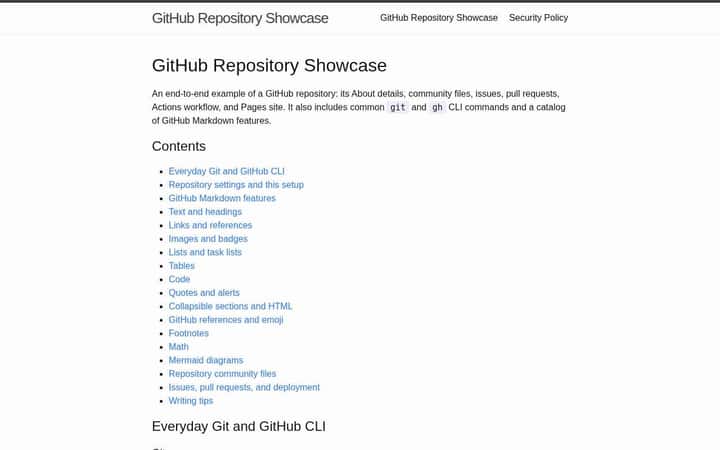 GitHub Repository Showcase
GitHub Repository Showcase Security Policy
GitHub Repository Showcase
An end-to-end example of a GitHub repository: its About details, community files, issues, pull requests,
Actions workflow, and Pages site. It also includes common git and gh CLI commands and a catalog
of GitHub Markdown features.
Contents
Everyday Git and GitHub CLI
Repository settings and this setup
GitHub Markdown features
Text and headings
Links and references
Images and badges
Lists and task lists
Tables
Code
Quotes and alerts
Collapsible sections and HTML
GitHub references and emoji
Footnotes
Math
Mermaid diagrams
Repository community files
Issues, pull requests, and deployment
Writing tips
Everyday Git and GitHub CLI